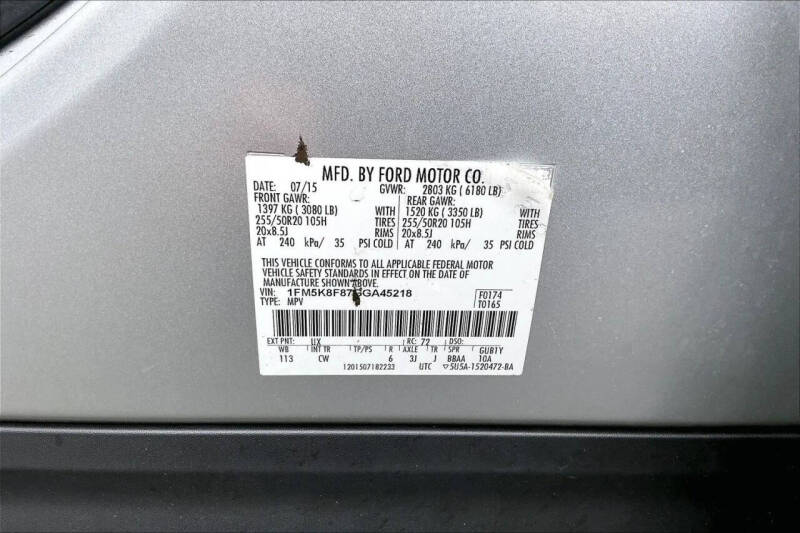 MFD. BY FORD MOTOR CO.
DATE: 07/15 GVWR: 2803 KG ( 6180 LB)
FRONT GAWR: REAR GAWR:
1397 KG ( 3080 LB) WITH 1520 KG ( 3350 LB) WITH
255/50R20 105H TIRES 255/50R20 105H TIRES
20x8.5J RIMS 20x8.5J RIMS
AT 240 kPa/ 35 PSI COLD AT 240 kPa/ 35 PSI COLD
THIS VEHICLE CONFORMS TO ALL APPLICABLE FEDERAL MOTOR
VEHICLE SAFETY STANDARDS IN EFFECT ON THE DATE OF
MANUFACTURE SHOWN ABOVE.
VIN: F0174
TYPE: MPV T0165
EXT PNT: UX RC: 72 DSO:
WB INT TR TP/PS R AXLE TR SPR GUB1Y
113 CW 6 3J J BBAA 10A
1201507182233 UTC ▽5U5A-1520472-BA